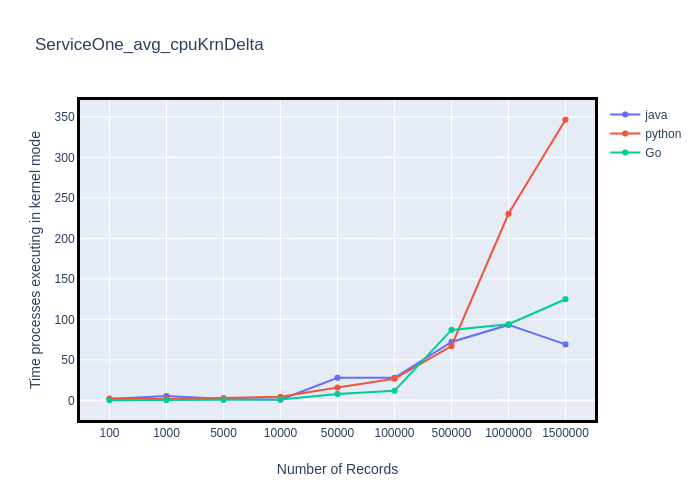 ServiceOne_avg_cpuKrnDelta
java
python
Go
Time processes executing in kernel mode
350
300
250
200
150
100
50
0
100 1000 5000 10000 50000 100000 500000 1000000 1500000
Number of Records